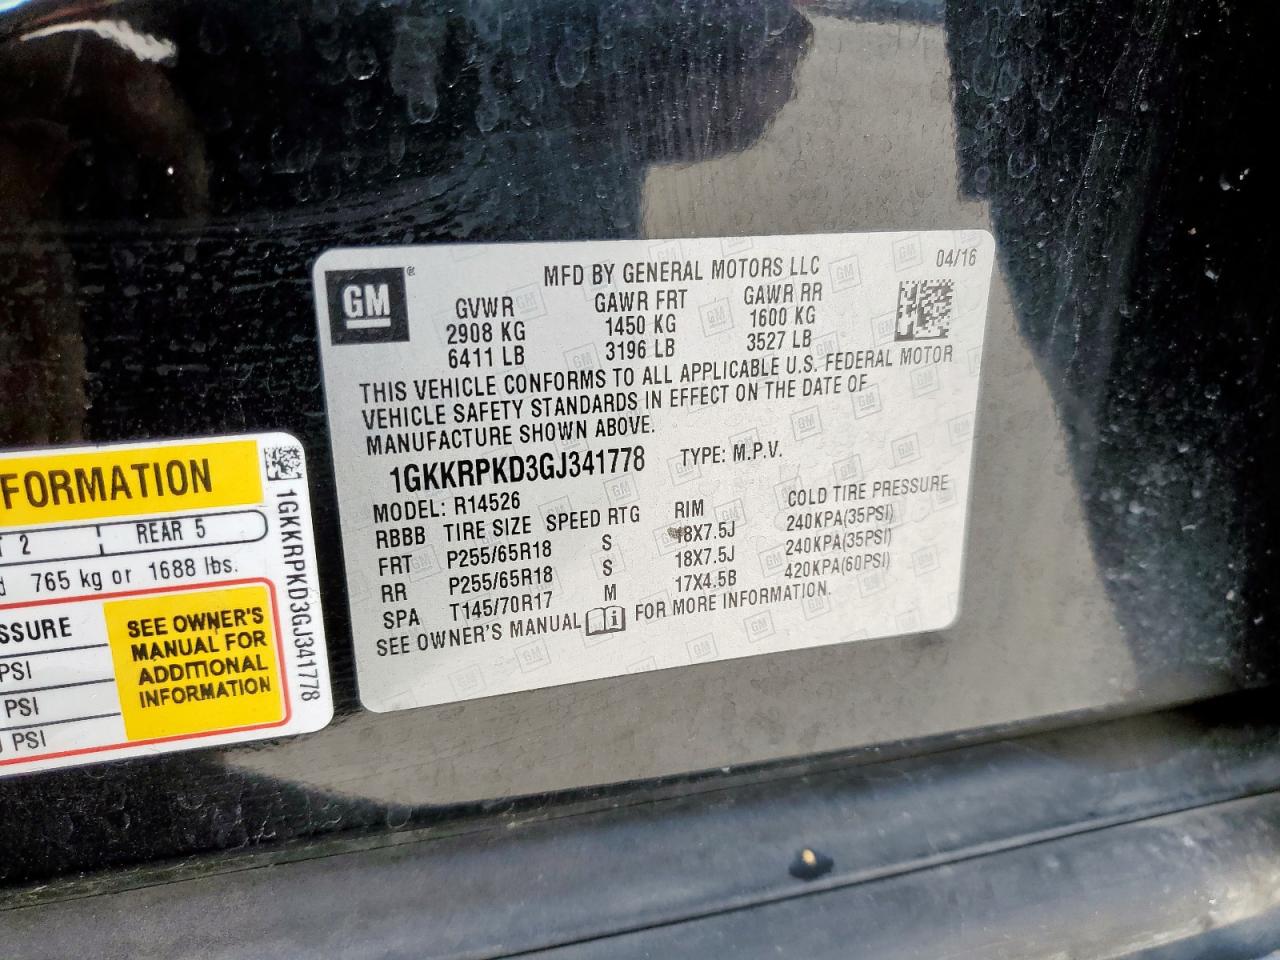 GM
MFD BY GENERAL MOTORS LLC
04/16
GVWR GAWR FRT GAWR RR
2908 KG 1450 KG 1600 KG
6411 LB 3196 LB 3527 LB
THIS VEHICLE CONFORMS TO ALL APPLICABLE U.S. FEDERAL MOTOR
VEHICLE SAFETY STANDARDS IN EFFECT ON THE DATE OF
MANUFACTURE SHOWN ABOVE.
1GKKRPKD3GJ341778 TYPE: M.P.V.
MODEL: R14526
RBBB TIRE SIZE SPEED RTG RIM COLD TIRE PRESSURE
FRT P255/65R18 S 18X7.5J 240KPA(35PSI)
RR P255/65R18 S 18X7.5J 240KPA(35PSI)
SPA T145/70R17 M 17X4.5B 420KPA(60PSI)
SEE OWNER'S MANUAL FOR MORE INFORMATION.
FORMATION
2 REAR 5
765 kg or 1688 lbs.
SSURE
PSI
PSI
PSI
SEE OWNER'S
MANUAL FOR
ADDITIONAL
INFORMATION
1GKKRPKD3GJ341778